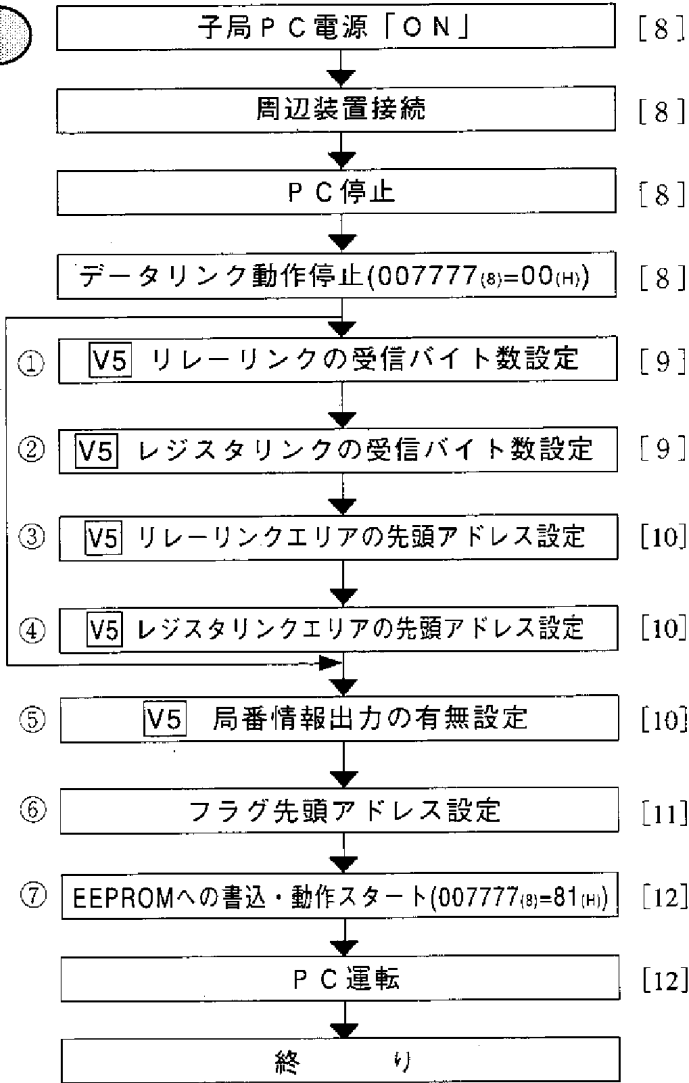 子局PC電源「ON」 [8]
周辺装置接続 [8]
PC停止 [8]
データリンク動作停止(007777(8)=00(H)) [8]
① V5 リレーリンクの受信バイト数設定 [9]
② V5 レジスタリンクの受信バイト数設定 [9]
③ V5 リレーリンクエリアの先頭アドレス設定 [10]
④ V5 レジスタリンクエリアの先頭アドレス設定 [10]
⑤ V5 局番情報出力の有無設定 [10]
⑥ フラグ先頭アドレス設定 [11]
⑦ EEPROMへの書込・動作スタート(007777(8)=81(H)) [12]
PC運転 [12]
終り